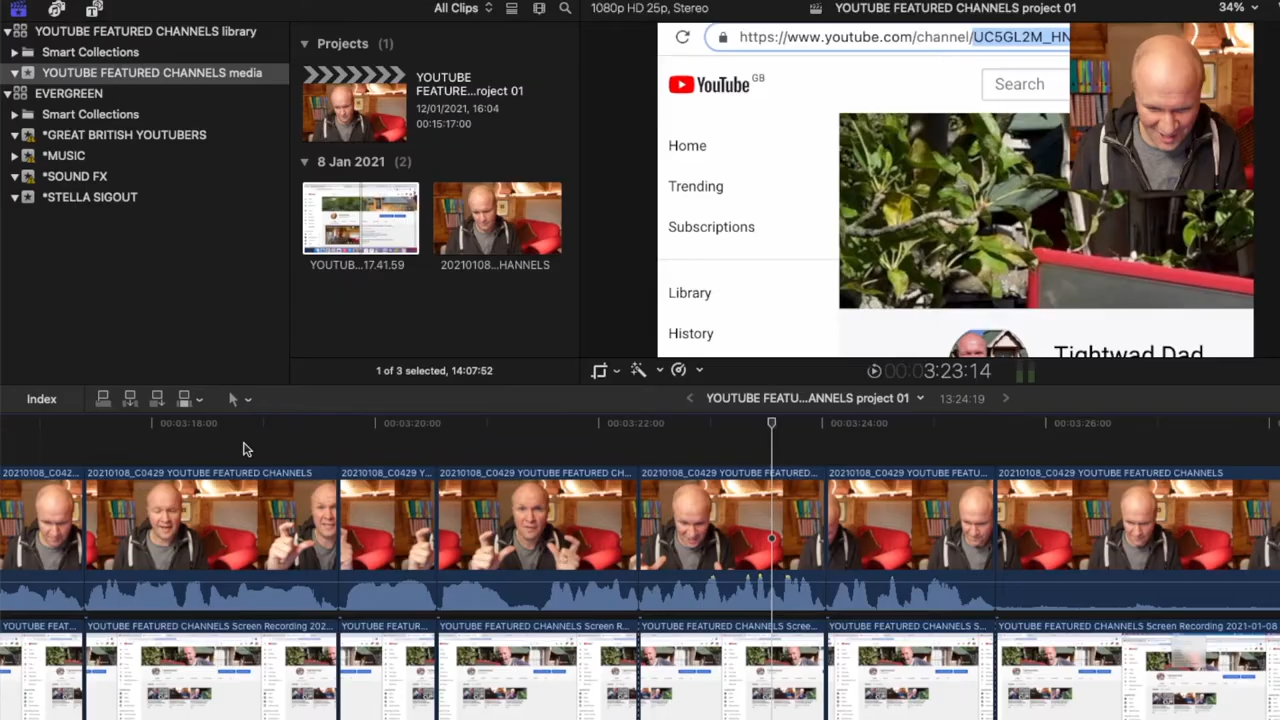 All Clips
1080p HD 25p, Stereo
YOUTUBE FEATURED CHANNELS project 01
34%
YOUTUBE FEATURED CHANNELS library
Smart Collections
YOUTUBE FEATURED CHANNELS media
EVERGREEN
Smart Collections
*GREAT BRITISH YOUTUBERS
*MUSIC
*SOUND FX
*STELLA SIGOUT
Projects (1)
YOUTUBE
FEATURE...roject 01
12/01/2021, 16:04
00:15:17:00
8 Jan 2021 (2)
YOUTUB...17.41.59
20210108...HANNELS
1 of 3 selected, 14:07:52
https://www.youtube.com/channel/UC5GL2M_HN
YouTube GB
Search
Home
Trending
Subscriptions
Library
History
Tightwad Dad
00:00:03:23:14
Index
YOUTUBE FEATU...ANNELS project 01
13:24:19
00:03:18:00
00:03:20:00
00:03:22:00
00:03:24:00
00:03:26:00
20210108_C042...
20210108_C0429 YOUTUBE FEATURED CHANNELS
20210108_C0429 Y...
20210108_C0429 YOUTUBE FEATURED CH...
20210108_C0429 YOUTUBE FEATURED...
20210108_C0429 YOUTUBE FEATU...
20210108_C0429 YOUTUBE FEATURED CHANNELS
YOUTUBE FEAT...
YOUTUBE FEATURED CHANNELS Screen Recording 202...
YOUTUBE FEATUR...
YOUTUBE FEATURED CHANNELS Screen R...
YOUTUBE FEATURED CHANNELS Scree...
YOUTUBE FEATURED CHANNELS S...
YOUTUBE FEATURED CHANNELS Screen Recording 2021-01-08